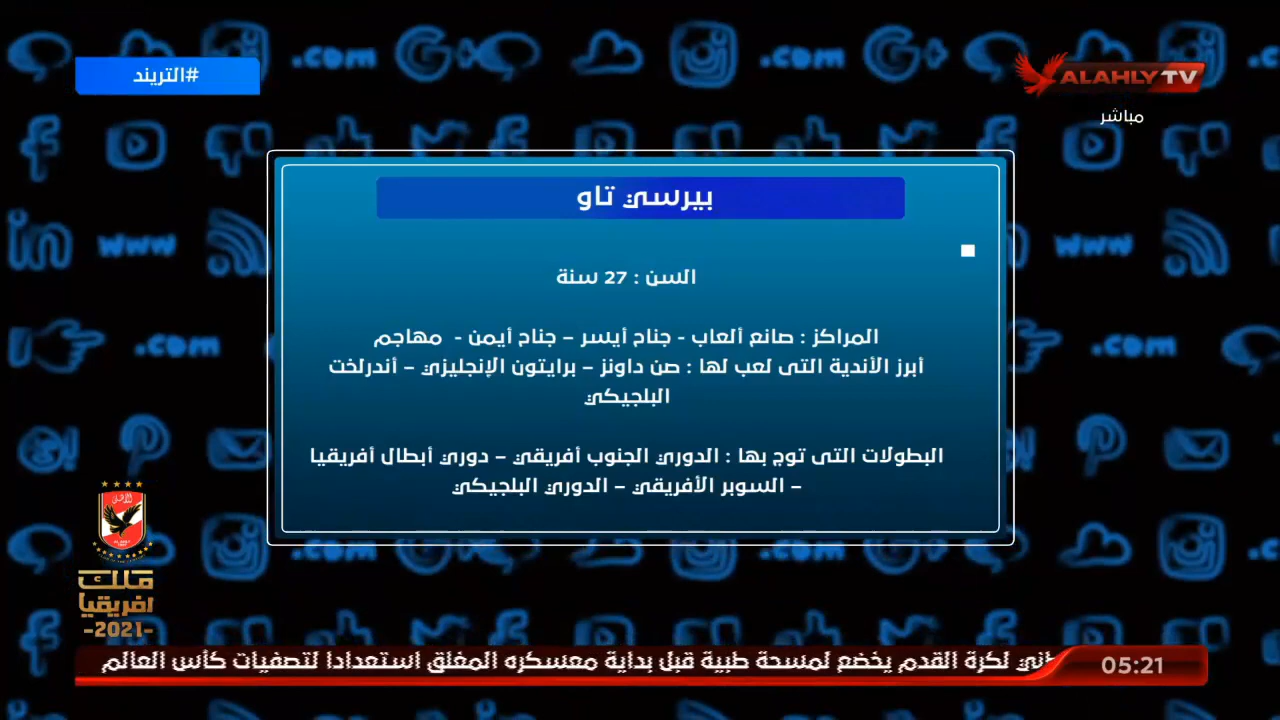 #التريند
ALAHLY TV
مباشر
بيرسي تاو
السن : 27 سنة
المراكز : صانع ألعاب - جناح أيسر – جناح أيمن - مهاجم
أبرز الأندية التى لعب لها : صن داونز – برايتون الإنجليزي – أندرلخت
البلجيكي
البطولات التى توج بها : الدوري الجنوب أفريقي – دوري أبطال أفريقيا
– السوبر الأفريقي – الدوري البلجيكي
ملك
افريقيا
-2021-
لكرة القدم يخضع لمسحة طبية قبل بداية معسكره المغلق استعدادا لتصفيات كأس العالم
05:21